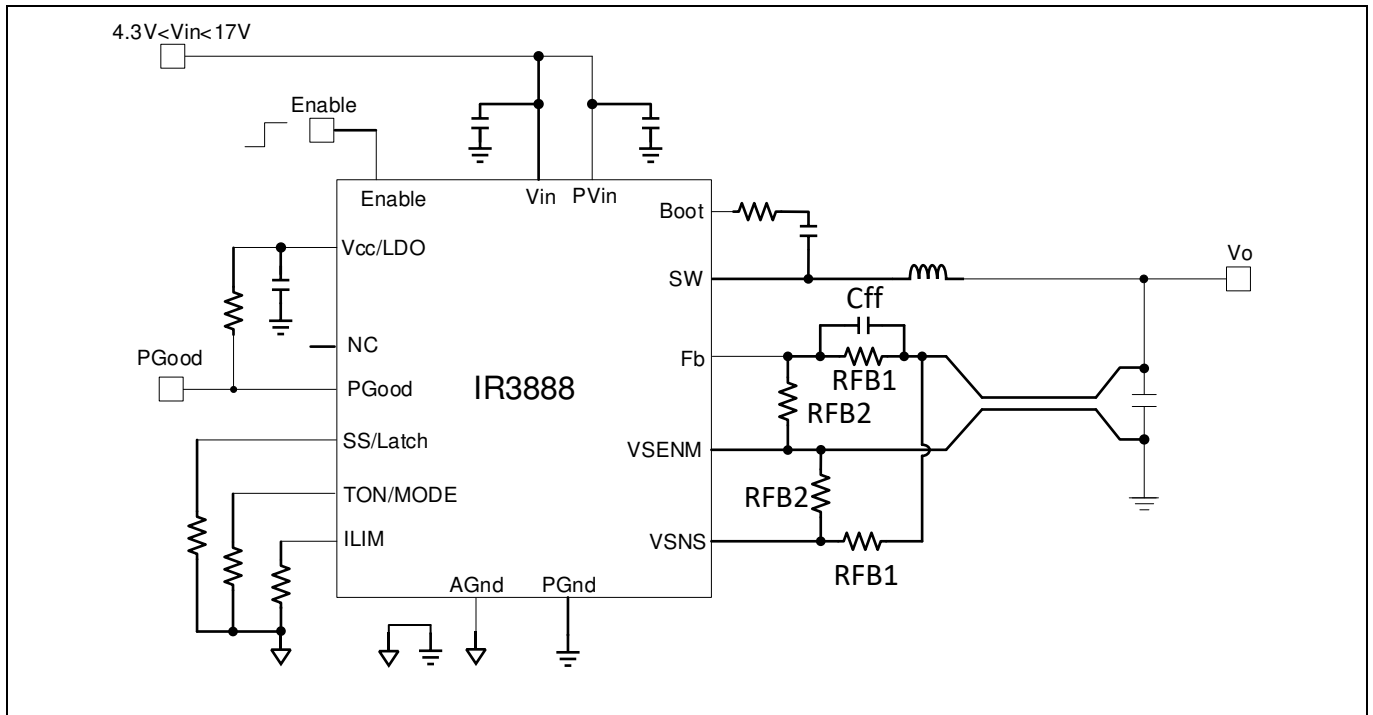 4.3V<Vin<17V
Enable
Enable
Vin
PVin
Boot
Vcc/LDO
SW
Vo
Cff
NC
Fb
PGood
RFB1
PGood
IR3888
RFB2
SS/Latch
VSENM
TON/MODE
RFB2
ILIM
VSNS
RFB1
AGnd
PGnd